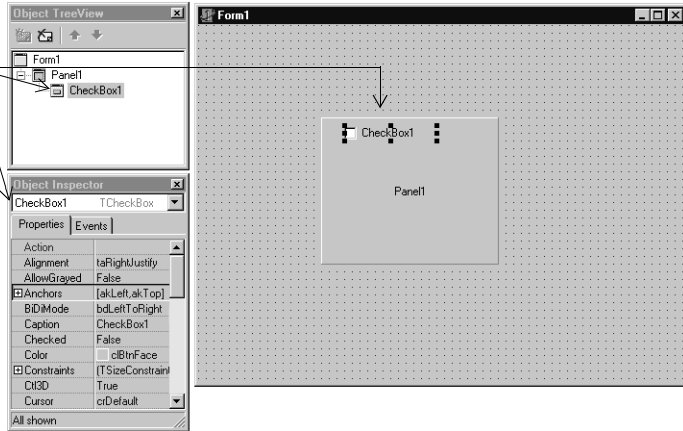 Object TreeView
Form1
Panel1
CheckBox1
Object Inspector
CheckBox1 TCheckBox
Properties Events
Action
Alignment taRightJustify
AllowGrayed False
Anchors [akLeft,akTop]
BiDiMode bdLeftToRight
Caption CheckBox1
Checked False
Color clBtnFace
Constraints (TSizeConstrain
Ctl3D True
Cursor crDefault
All shown
Form1
CheckBox1
Panel1